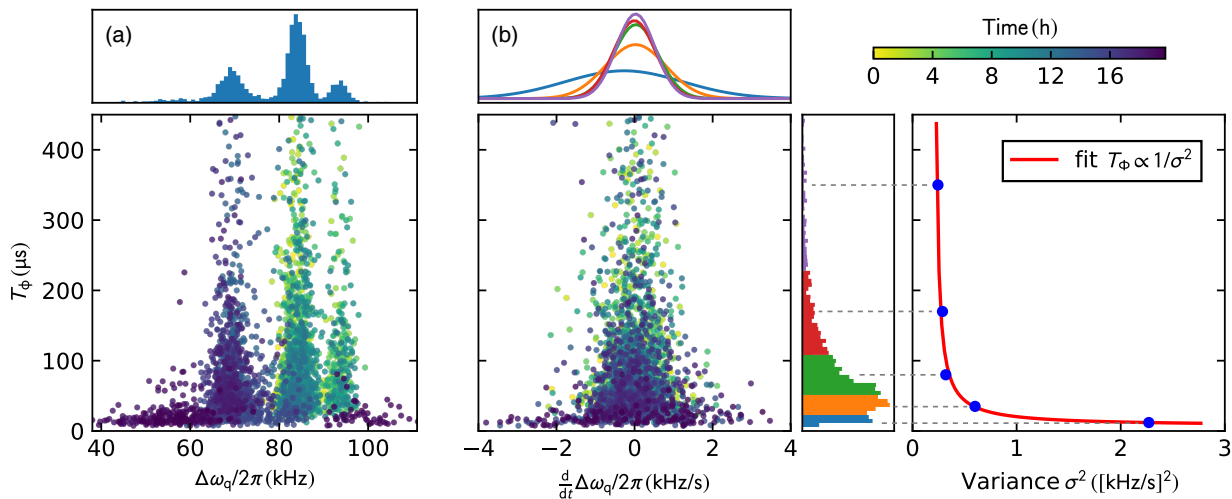 (a)
(b)
Time (h)
0 4 8 12 16
400
300
200
100
0
T_Φ (μs)
40 60 80 100
Δω_q/2π (kHz)
−4 −2 0 2 4
d/dt Δω_q/2π (kHz/s)
fit T_Φ ∝ 1/σ²
0 1 2 3
Variance σ² ([kHz/s]²)